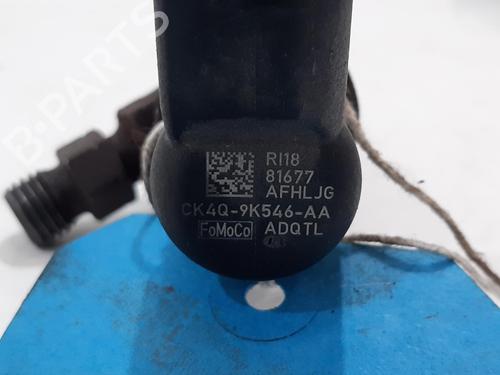 B-PARTS
RI18
81677
AFHLJG
CK4Q-9K546-AA
FoMoCo ADQTL